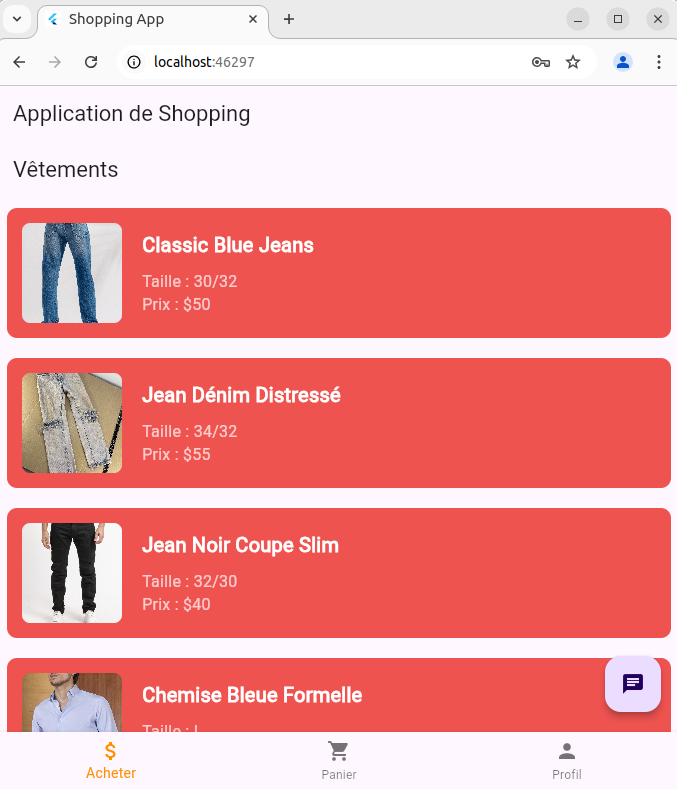 Shopping App
localhost:46297
Application de Shopping
Vêtements
Classic Blue Jeans
Taille : 30/32
Prix : $50
Jean Dénim Distressé
Taille : 34/32
Prix : $55
Jean Noir Coupe Slim
Taille : 32/30
Prix : $40
Chemise Bleue Formelle
Taille :
Acheter
Panier
Profil